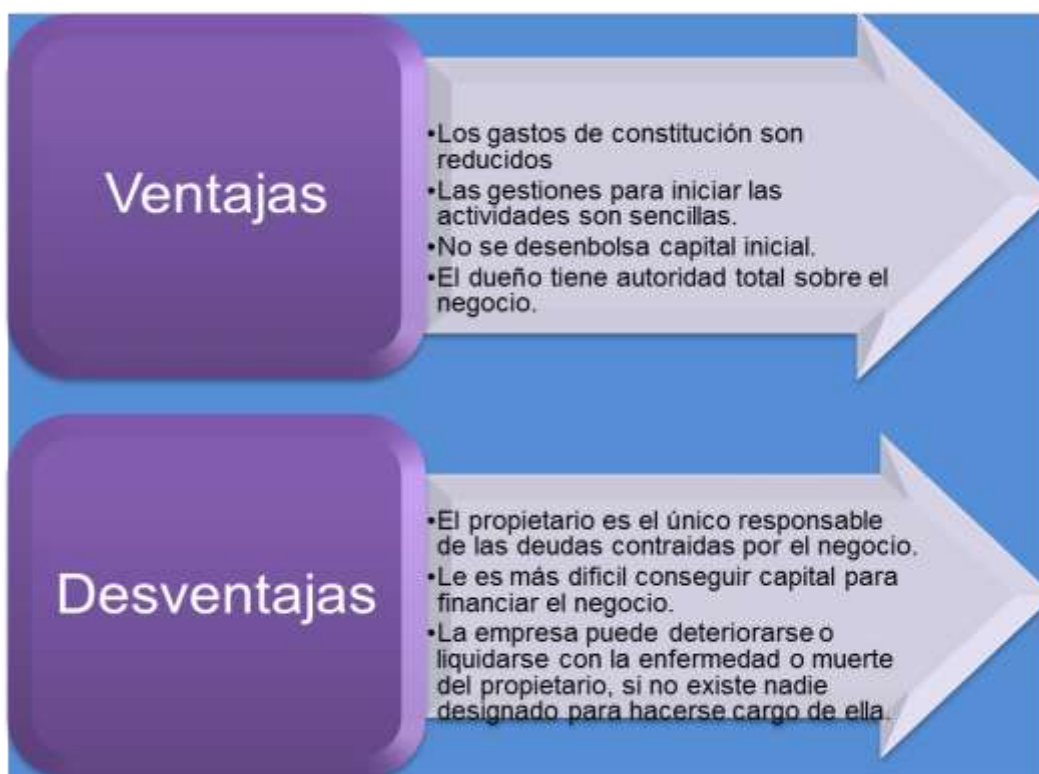 Ventajas
•Los gastos de constitución son
reducidos
•Las gestiones para iniciar las
actividades son sencillas.
•No se desenbolsa capital inicial.
•El dueño tiene autoridad total sobre el
negocio.
Desventajas
•El propietario es el único responsable
de las deudas contraidas por el negocio.
•Le es más dificil conseguir capital para
financiar el negocio.
•La empresa puede deteriorarse o
liquidarse con la enfermedad o muerte
del propietario, si no existe nadie
designado para hacerse cargo de ella.